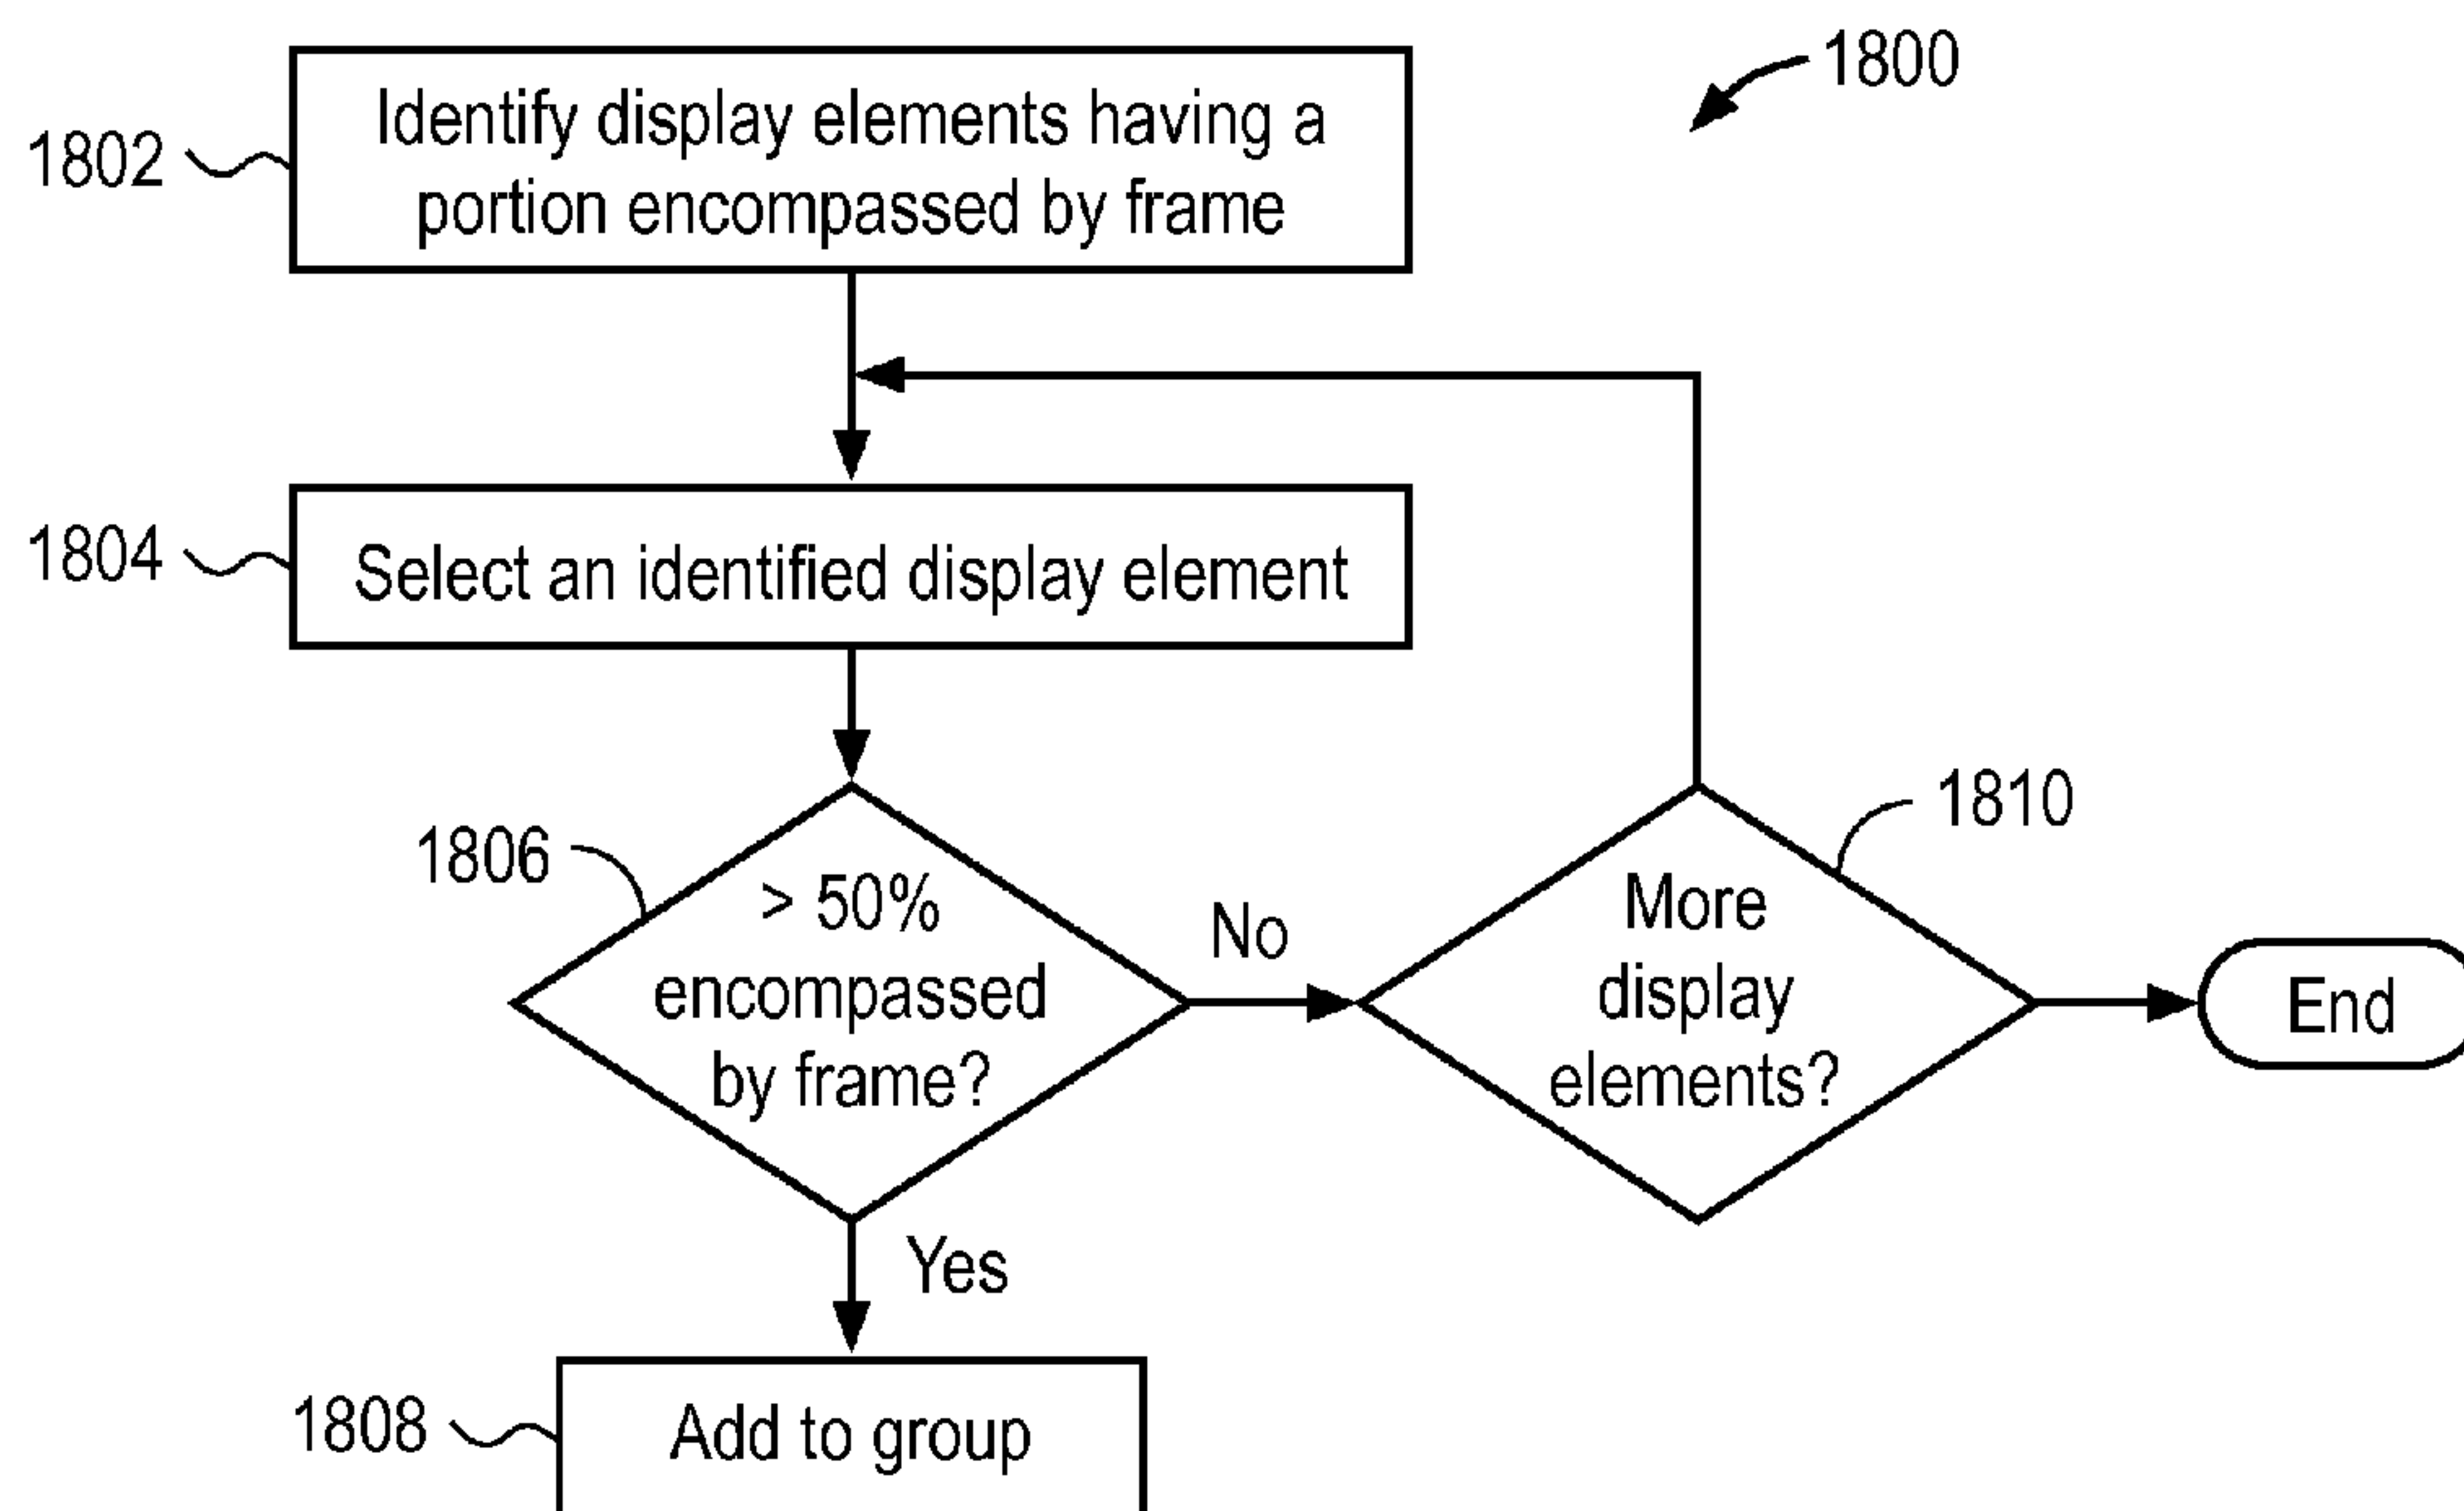 1800
1802
Identify display elements having a
portion encompassed by frame
1804
Select an identified display element
1806
> 50%
encompassed
by frame?
No
1810
More
display
elements?
End
Yes
1808
Add to group